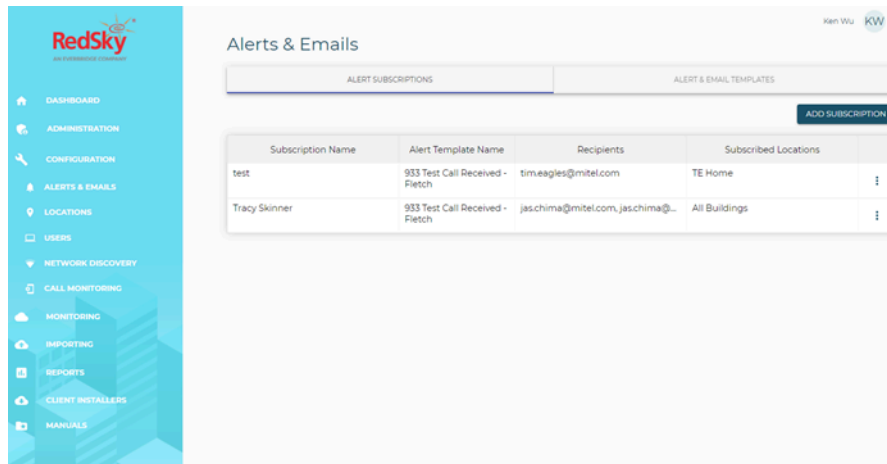 RedSky
AN EVERBRIDGE COMPANY
DASHBOARD
ADMINISTRATION
CONFIGURATION
ALERTS & EMAILS
LOCATIONS
USERS
NETWORK DISCOVERY
CALL MONITORING
MONITORING
IMPORTING
REPORTS
CLIENT INSTALLERS
MANUALS
Ken Wu KW
Alerts & Emails
ALERT SUBSCRIPTIONS ALERT & EMAIL TEMPLATES
ADD SUBSCRIPTION
Subscription Name Alert Template Name Recipients Subscribed Locations
test 933 Test Call Received - tim.eagles@mitel.com TE Home
Fletch
Tracy Skinner 933 Test Call Received - jas.chima@mitel.com, jas.chima@... All Buildings
Fletch